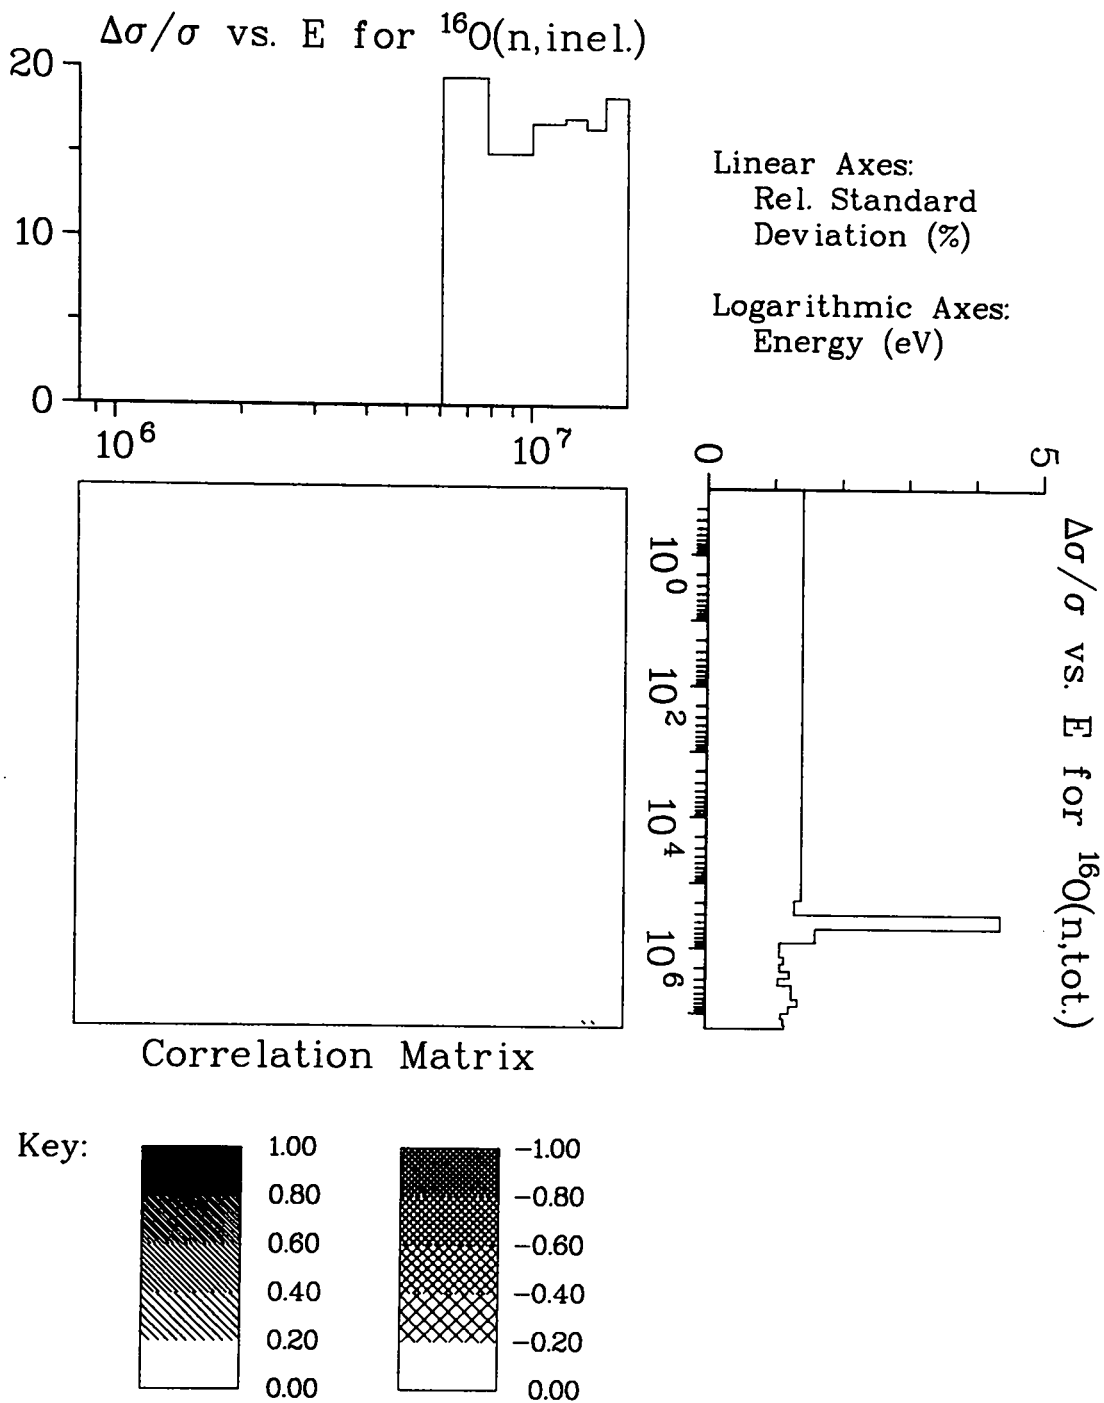 Δσ/σ vs. E for ¹⁶O(n,inel.)
20
10
0
10⁶
10⁷
Linear Axes:
Rel. Standard
Deviation (%)
Logarithmic Axes:
Energy (eV)
0
5
10⁰
10²
10⁴
10⁶
Δσ/σ vs. E for ¹⁶O(n,tot.)
Correlation Matrix
Key:
1.00
0.80
0.60
0.40
0.20
0.00
-1.00
-0.80
-0.60
-0.40
-0.20
0.00